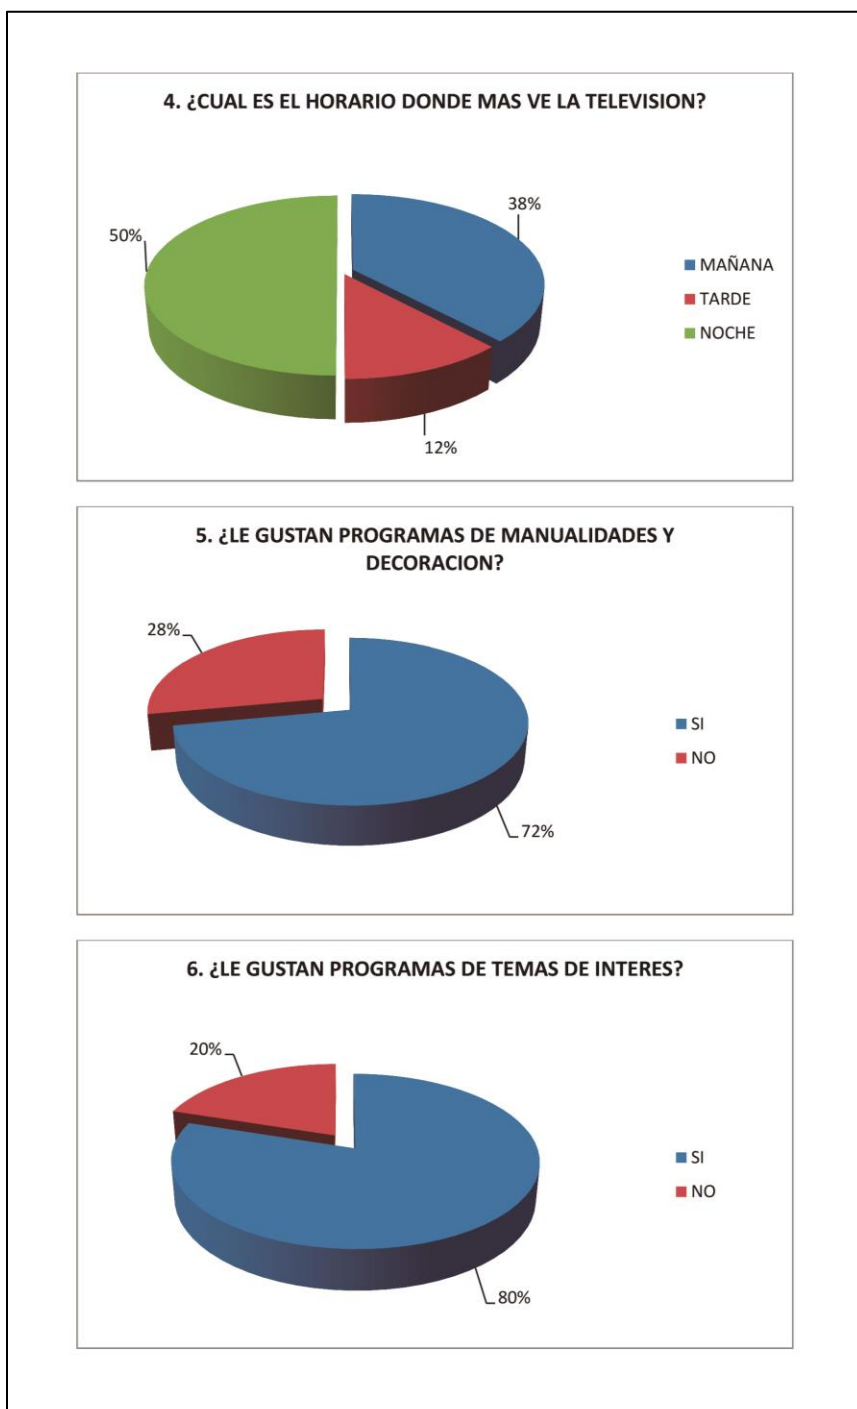 4. ¿CUAL ES EL HORARIO DONDE MAS VE LA TELEVISION?
38%
50%
MAÑANA
TARDE
NOCHE
12%
5. ¿LE GUSTAN PROGRAMAS DE MANUALIDADES Y
DECORACION?
28%
SI
NO
72%
6. ¿LE GUSTAN PROGRAMAS DE TEMAS DE INTERES?
20%
SI
NO
80%